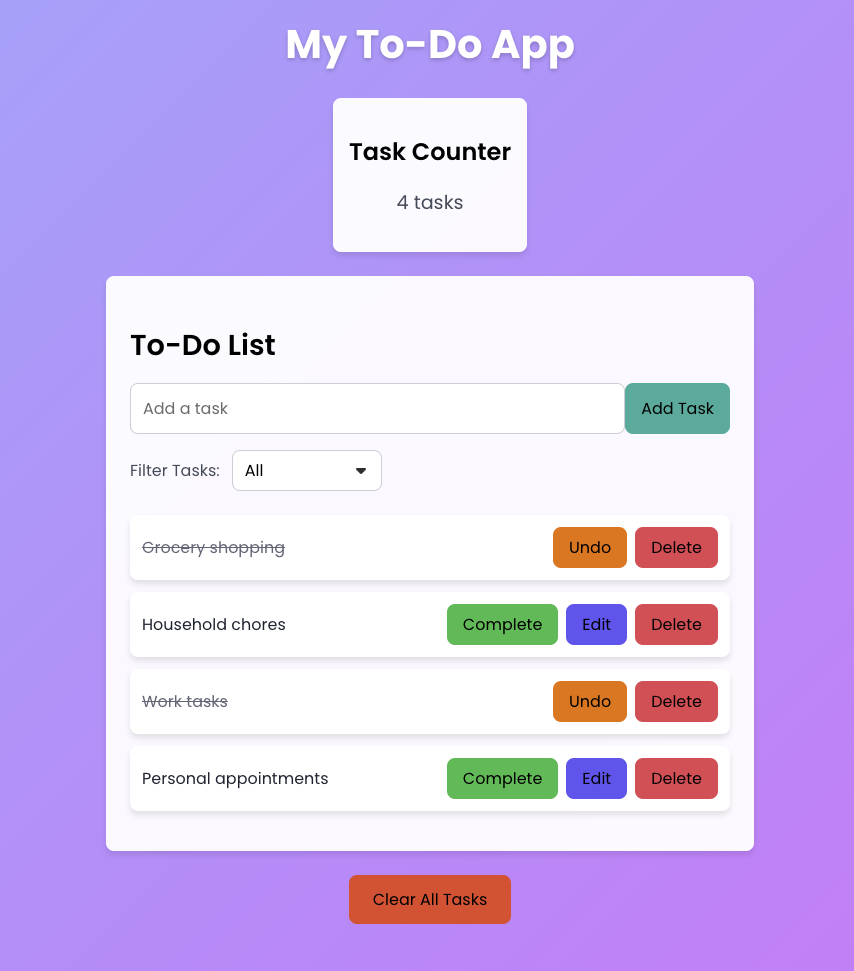 My To-Do App
Task Counter
4 tasks
To-Do List
Add a task Add Task
Filter Tasks: All
Grocery shopping Undo Delete
Household chores Complete Edit Delete
Work tasks Undo Delete
Personal appointments Complete Edit Delete
Clear All Tasks